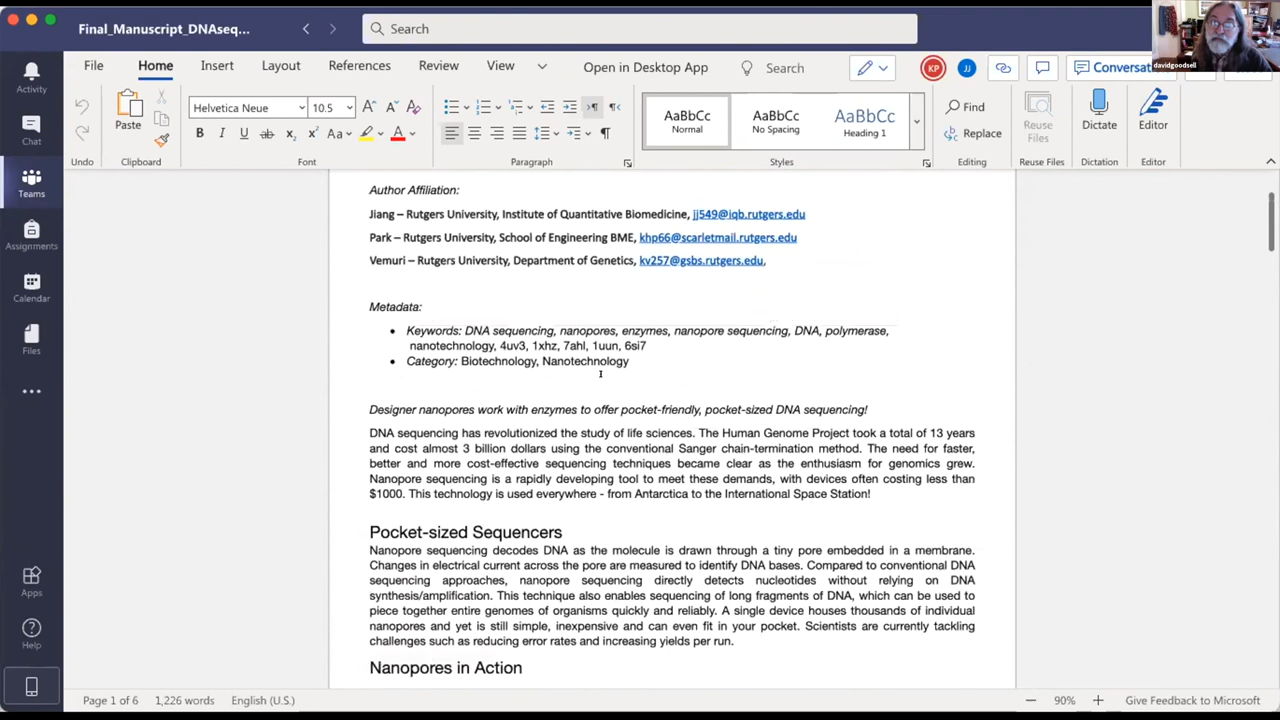 Final_Manuscript_DNAseq...
Search
davidgoodsell
Activity
Chat
Teams
Assignments
Calendar
Files
Apps
Help
File Home Insert Layout References Review View Open in Desktop App Search KP JJ Conversa
Paste
Helvetica Neue 10.5
AaBbCc Normal
AaBbCc No Spacing
AaBbCc Heading 1
Find
Replace
Reuse Files
Dictate
Editor
Undo Clipboard Font Paragraph Styles Editing Reuse Files Dictation Editor
Author Affiliation:
Jiang – Rutgers University, Institute of Quantitative Biomedicine, jj549@iqb.rutgers.edu
Park – Rutgers University, School of Engineering BME, khp66@scarletmail.rutgers.edu
Vemuri – Rutgers University, Department of Genetics, kv257@gsbs.rutgers.edu,
Metadata:
• Keywords: DNA sequencing, nanopores, enzymes, nanopore sequencing, DNA, polymerase,
nanotechnology, 4uv3, 1xhz, 7ahl, 1uun, 6si7
• Category: Biotechnology, Nanotechnology
Designer nanopores work with enzymes to offer pocket-friendly, pocket-sized DNA sequencing!
DNA sequencing has revolutionized the study of life sciences. The Human Genome Project took a total of 13 years
and cost almost 3 billion dollars using the conventional Sanger chain-termination method. The need for faster,
better and more cost-effective sequencing techniques became clear as the enthusiasm for genomics grew.
Nanopore sequencing is a rapidly developing tool to meet these demands, with devices often costing less than
$1000. This technology is used everywhere - from Antarctica to the International Space Station!
Pocket-sized Sequencers
Nanopore sequencing decodes DNA as the molecule is drawn through a tiny pore embedded in a membrane.
Changes in electrical current across the pore are measured to identify DNA bases. Compared to conventional DNA
sequencing approaches, nanopore sequencing directly detects nucleotides without relying on DNA
synthesis/amplification. This technique also enables sequencing of long fragments of DNA, which can be used to
piece together entire genomes of organisms quickly and reliably. A single device houses thousands of individual
nanopores and yet is still simple, inexpensive and can even fit in your pocket. Scientists are currently tackling
challenges such as reducing error rates and increasing yields per run.
Nanopores in Action
Page 1 of 6 1,226 words English (U.S.) 90% Give Feedback to Microsoft